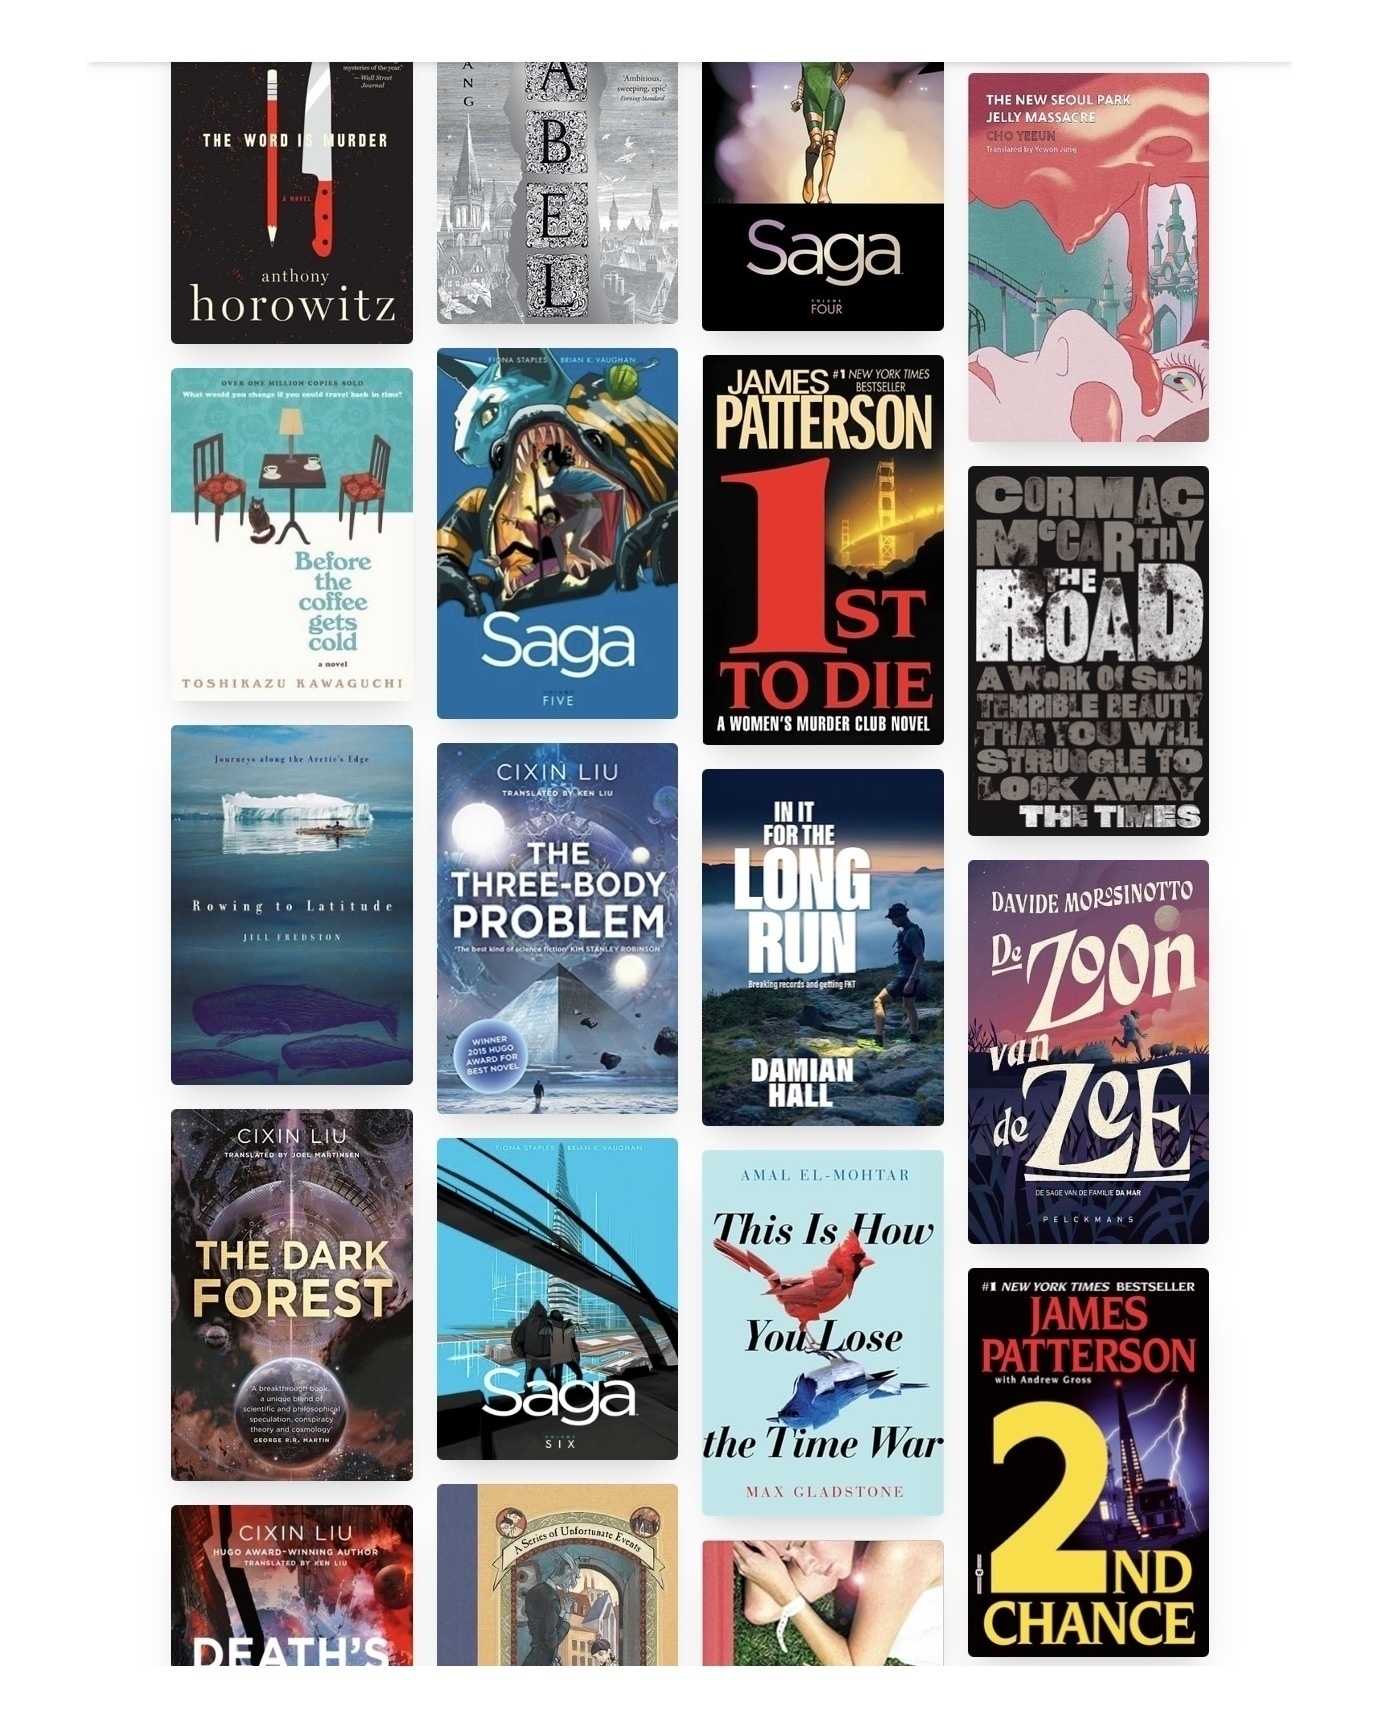 mysteries of the year."
— Wall Street
Journal
THE WORD IS MURDER
A NOVEL
anthony
horowitz
OVER ONE MILLION COPIES SOLD
What would you change if you could travel back in time?
Before
the
coffee
gets
cold
a novel
TOSHIKAZU KAWAGUCHI
Journeys along the Arctic's Edge
Rowing to Latitude
JILL FREDSTON
CIXIN LIU
TRANSLATED BY JOEL MARTINSEN
THE DARK
FOREST
'A breakthrough book...
a unique blend of
scientific and philosophical
speculation, conspiracy
theory and cosmology'
GEORGE R.R. MARTIN
CIXIN LIU
HUGO AWARD-WINNING AUTHOR
TRANSLATED BY KEN LIU
DEATH'S
ANG
ABEL
'Ambitious,
sweeping, epic'
Evening Standard
FIONA STAPLES BRIAN K. VAUGHAN
Saga
VOLUME
FIVE
CIXIN LIU
TRANSLATED BY KEN LIU
THE
THREE-BODY
PROBLEM
'The best kind of science fiction' KIM STANLEY ROBINSON
WINNER
2015 HUGO
AWARD FOR
BEST NOVEL
FIONA STAPLES BRIAN K. VAUGHAN
Saga
VOLUME
SIX
A Series of Unfortunate Events
Saga
VOLUME
FOUR
JAMES
PATTERSON
#1 NEW YORK TIMES
BESTSELLER
1ST
TO DIE
A WOMEN'S MURDER CLUB NOVEL
IN IT
FOR THE
LONG
RUN
Breaking records and getting FKT
DAMIAN
HALL
AMAL EL-MOHTAR
This Is How
You Lose
the Time War
MAX GLADSTONE
THE NEW SEOUL PARK
JELLY MASSACRE
CHO YEEUN
Translated by Yewon Jung
CORMAC
McCARTHY
THE
ROAD
A WORK OF SUCH
TERRIBLE BEAUTY
THAT YOU WILL
STRUGGLE TO
LOOK AWAY
THE TIMES
DAVIDE MOROSINOTTO
De
Zoon
van
de
ZeE
DE SAGE VAN DE FAMILIE DA MAR
PELCKMANS
#1 NEW YORK TIMES BESTSELLER
JAMES
PATTERSON
with Andrew Gross
2ND
CHANCE